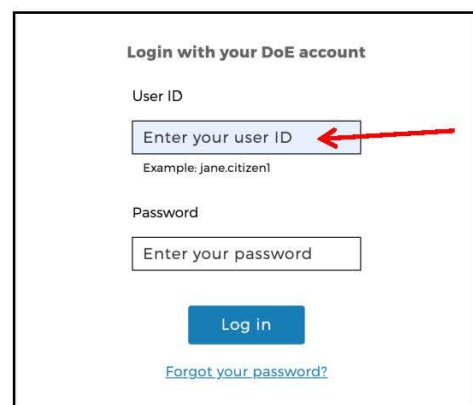 Login with your DoE account
User ID
Enter your user ID
Example: jane.citizen1
Password
Enter your password
Log in
Forgot your password?